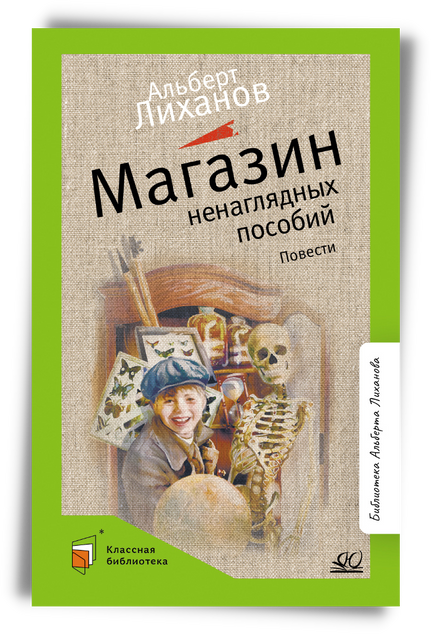 Альберт
Лиханов
Магазин
ненаглядных
пособий
Повести
Библиотека Альберта Лиханова
*
Классная
библиотека